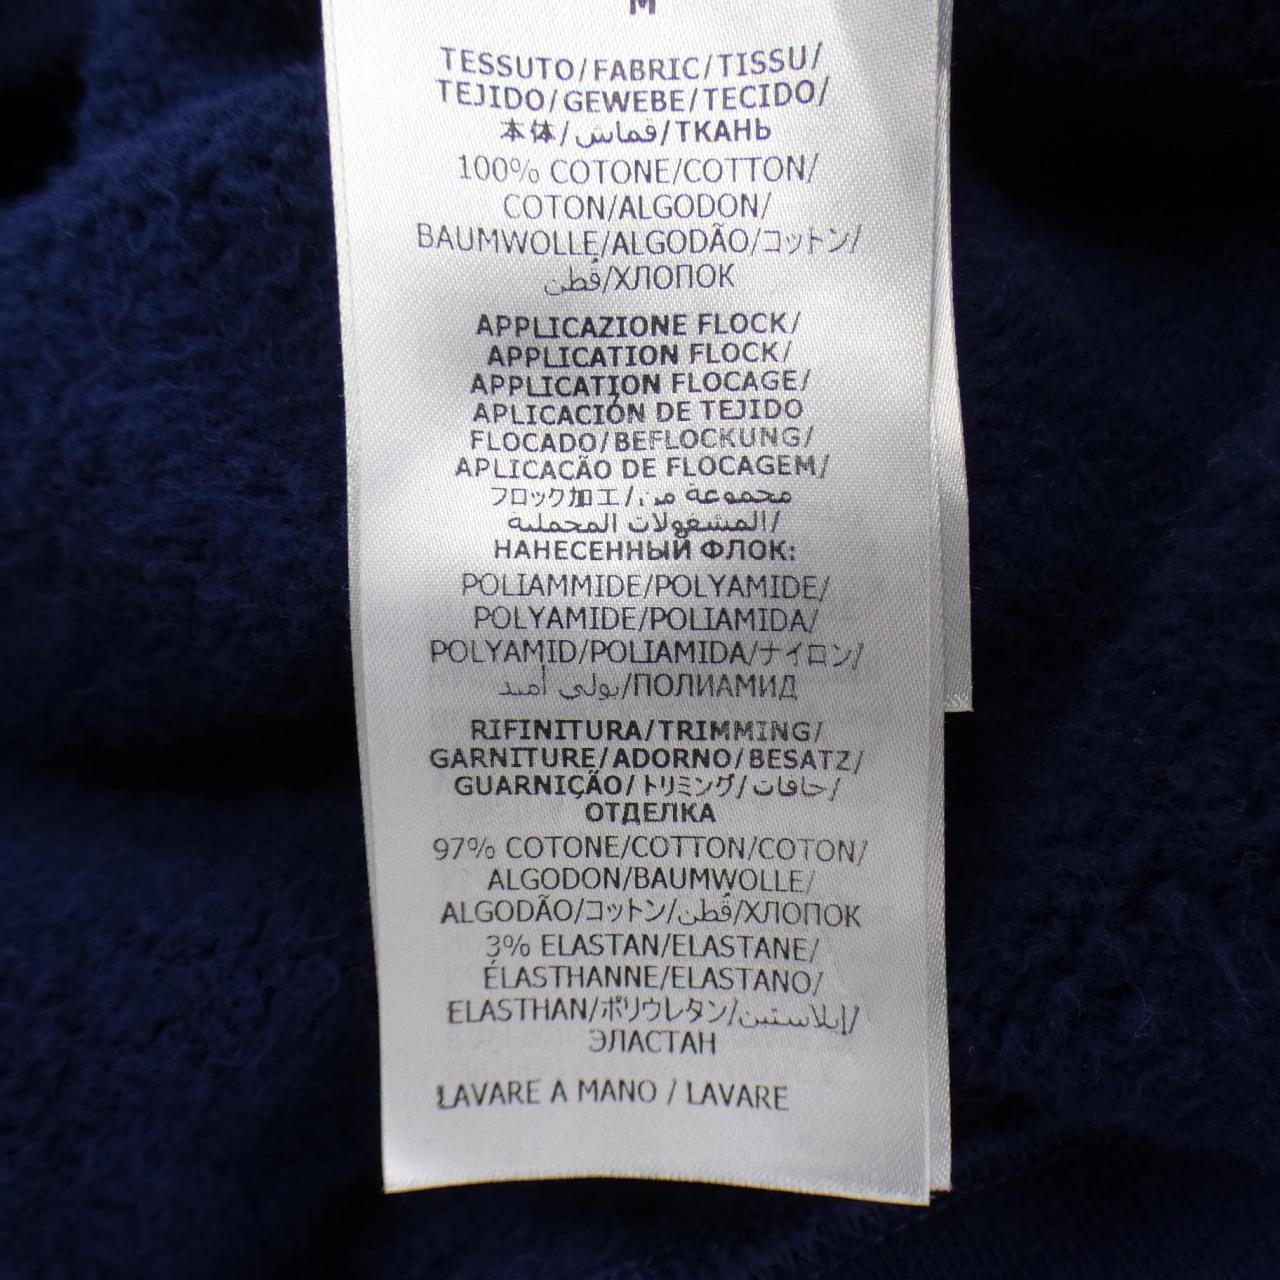 M
TESSUTO/FABRIC/TISSU/
TEJIDO/GEWEBE/TECIDO/
本体/قماش/ТКАНЬ
100% COTONE/COTTON/
COTON/ALGODON/
BAUMWOLLE/ALGODÃO/コットン/
قطن/ХЛОПОК
APPLICAZIONE FLOCK/
APPLICATION FLOCK/
APPLICATION FLOCAGE/
APLICACIÓN DE TEJIDO
FLOCADO/BEFLOCKUNG/
APLICACÃO DE FLOCAGEM/
フロック加工/مجموعة من
المشغولات المخملية/
НАНЕСЕННЫЙ ФЛОК:
POLIAMMIDE/POLYAMIDE/
POLYAMIDE/POLIAMIDA/
POLYAMID/POLIAMIDA/ナイロン/
بولي أميد/ПОЛИАМИД
RIFINITURA/TRIMMING/
GARNITURE/ADORNO/BESATZ/
GUARNIÇÃO/トリミング/حافات/
ОТДЕЛКА
97% COTONE/COTTON/COTON/
ALGODON/BAUMWOLLE/
ALGODÃO/コットン/قطن/ХЛОПОК
3% ELASTAN/ELASTANE/
ÉLASTHANNE/ELASTANO/
ELASTHAN/ポリウレタン/إيلاستين/
ЭЛАСТАН
LAVARE A MANO / LAVARE